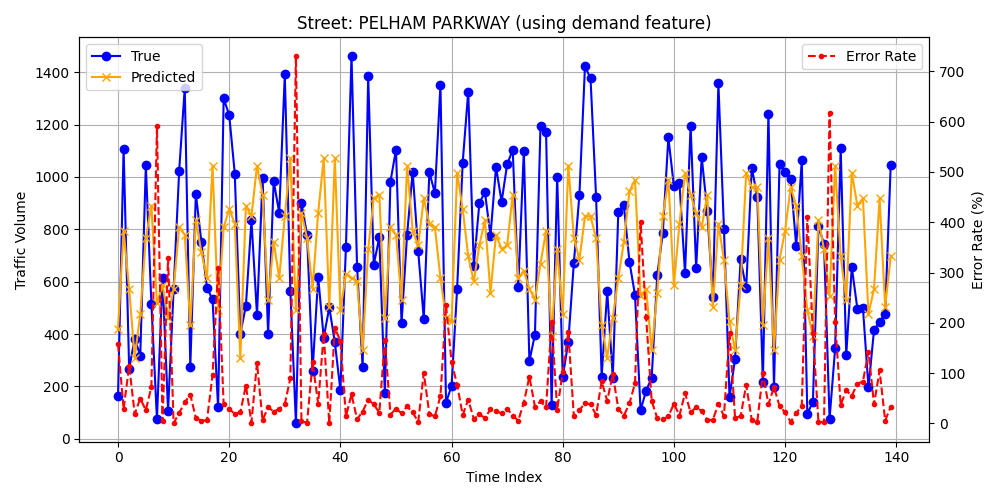 Street: PELHAM PARKWAY (using demand feature)
True
Predicted
Error Rate
Traffic Volume
1400
1200
1000
800
600
400
200
0
700
600
500
400
300
200
100
0
Error Rate (%)
0 20 40 60 80 100 120 140
Time Index